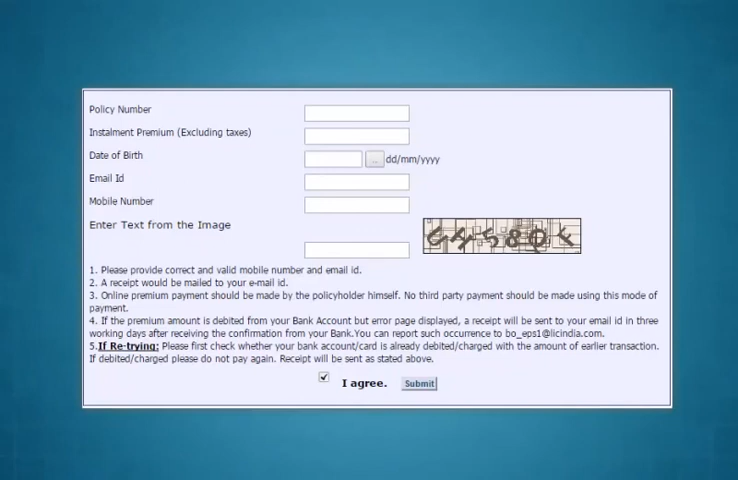 Policy Number
Instalment Premium (Excluding taxes)
Date of Birth
... dd/mm/yyyy
Email Id
Mobile Number
Enter Text from the Image
1. Please provide correct and valid mobile number and email id.
2. A receipt would be mailed to your e-mail id.
3. Online premium payment should be made by the policyholder himself. No third party payment should be made using this mode of
payment.
4. If the premium amount is debited from your Bank Account but error page displayed, a receipt will be sent to your email id in three
working days after receiving the confirmation from your Bank.You can report such occurence to bo_eps1@licindia.com.
5.If Re-trying: Please first check whether your bank account/card is already debited/charged with the amount of earlier transaction.
If debited/charged please do not pay again. Receipt will be sent as stated above.
I agree. Submit